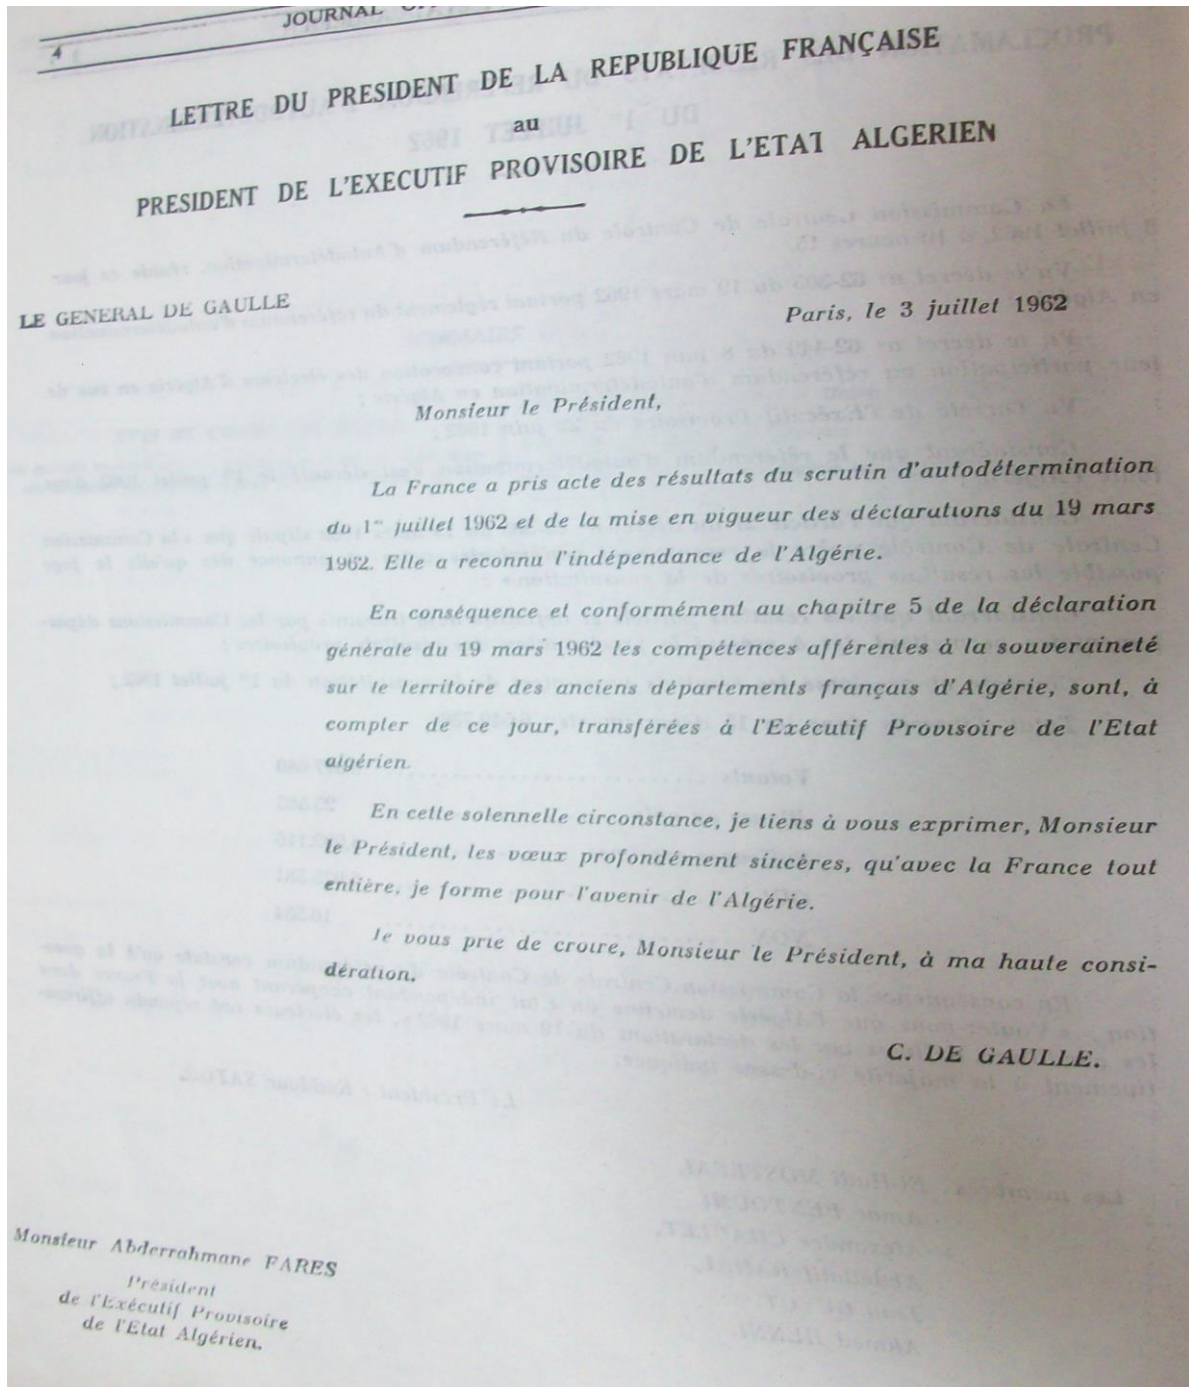 4
JOURNAL
LETTRE DU PRESIDENT DE LA REPUBLIQUE FRANÇAISE
au
PRESIDENT DE L'EXECUTIF PROVISOIRE DE L'ETAT ALGERIEN
LE GENERAL DE GAULLE
Paris, le 3 juillet 1962
Monsieur le Président,
La France a pris acte des résultats du scrutin d'autodétermination
du 1er juillet 1962 et de la mise en vigueur des déclarations du 19 mars
1962. Elle a reconnu l'indépendance de l'Algérie.
En conséquence et conformément au chapitre 5 de la déclaration
générale du 19 mars 1962 les compétences afférentes à la souveraineté
sur le territoire des anciens départements français d'Algérie, sont, à
compter de ce jour, transférées à l'Exécutif Provisoire de l'Etat
algérien.
En cette solennelle circonstance, je tiens à vous exprimer, Monsieur
le Président, les vœux profondément sincères, qu'avec la France tout
entière, je forme pour l'avenir de l'Algérie.
Je vous prie de croire, Monsieur le Président, à ma haute consi-
dération.
C. DE GAULLE.
Monsieur Abderrahmane FARES
Président
de l'Exécutif Provisoire
de l'Etat Algérien.